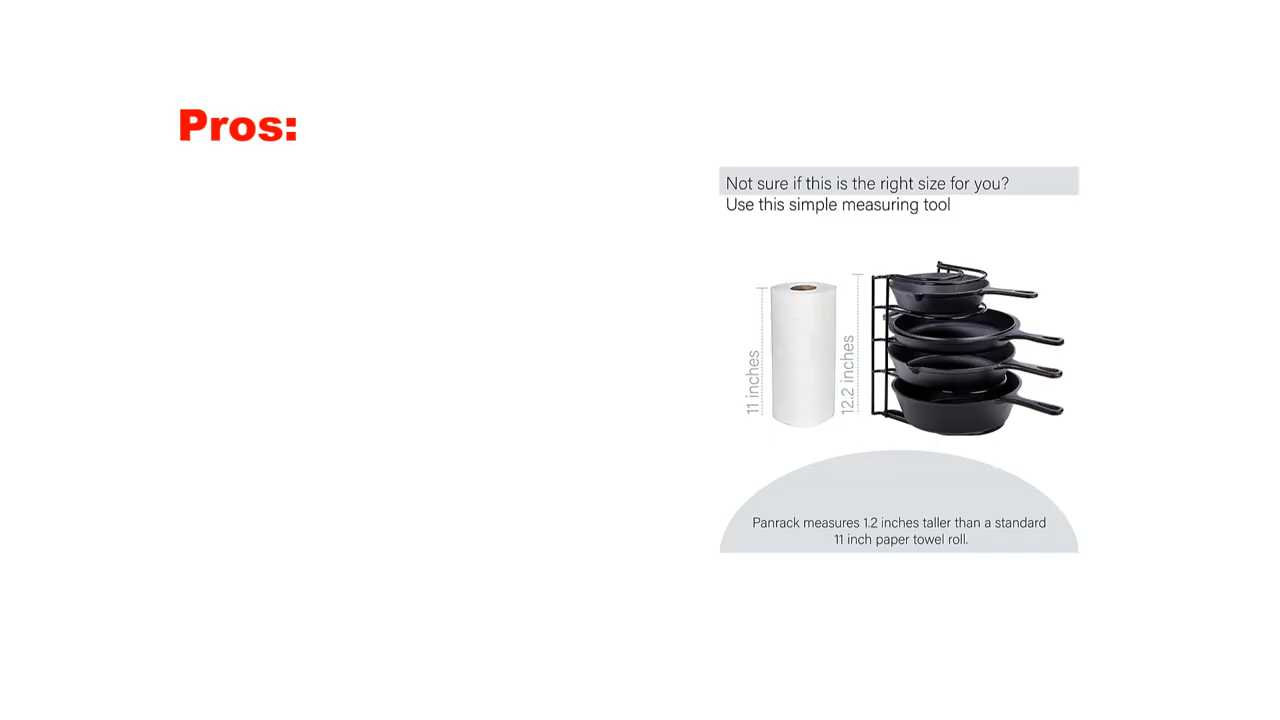 Pros:
Not sure if this is the right size for you?
Use this simple measuring tool
11 inches
12.2 inches
Panrack measures 1.2 inches taller than a standard
11 inch paper towel roll.